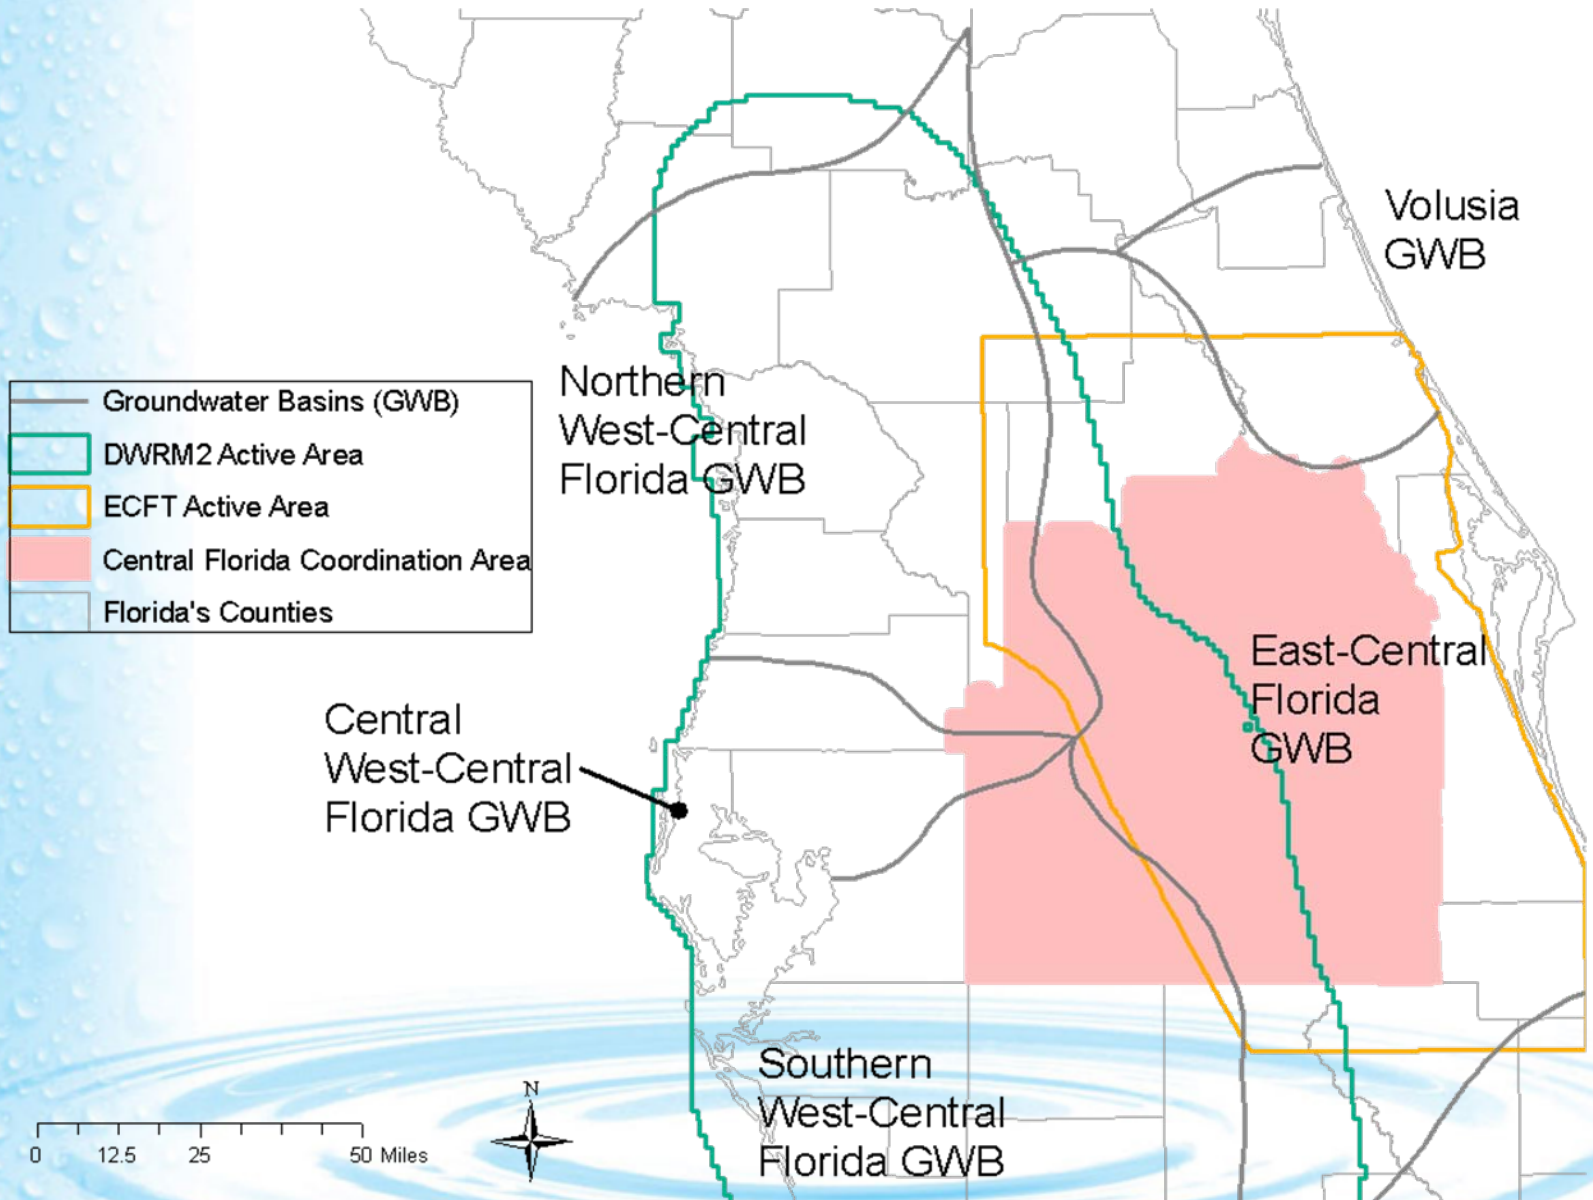 Volusia
GWB
Northern
West-Central
Florida GWB
Groundwater Basins (GWB)
DWRM2 Active Area
ECFT Active Area
Central Florida Coordination Area
Florida's Counties
East-Central
Florida
GWB
Central
West-Central
Florida GWB
Southern
West-Central
Florida GWB
N
0 12.5 25 50 Miles